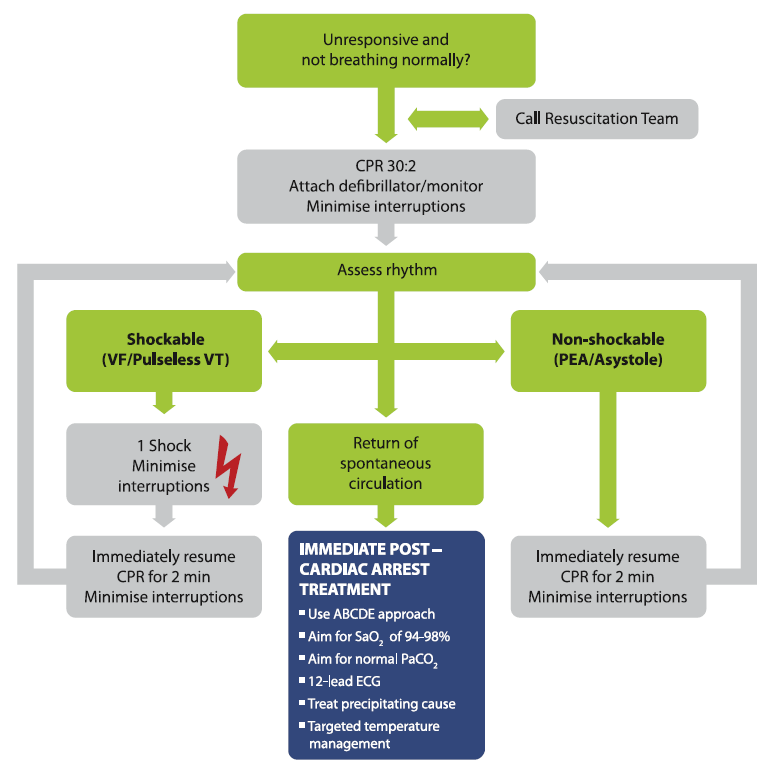 Unresponsive and
not breathing normally?
Call Resuscitation Team
CPR 30:2
Attach defibrillator/monitor
Minimise interruptions
Assess rhythm
Shockable
(VF/Pulseless VT)
Non-shockable
(PEA/Asystole)
1 Shock
Minimise
interruptions
Return of
spontaneous
circulation
Immediately resume
CPR for 2 min
Minimise interruptions
IMMEDIATE POST–
CARDIAC ARREST
TREATMENT
▪ Use ABCDE approach
▪ Aim for SaO₂ of 94-98%
▪ Aim for normal PaCO₂
▪ 12-lead ECG
▪ Treat precipitating cause
▪ Targeted temperature
management
Immediately resume
CPR for 2 min
Minimise interruptions